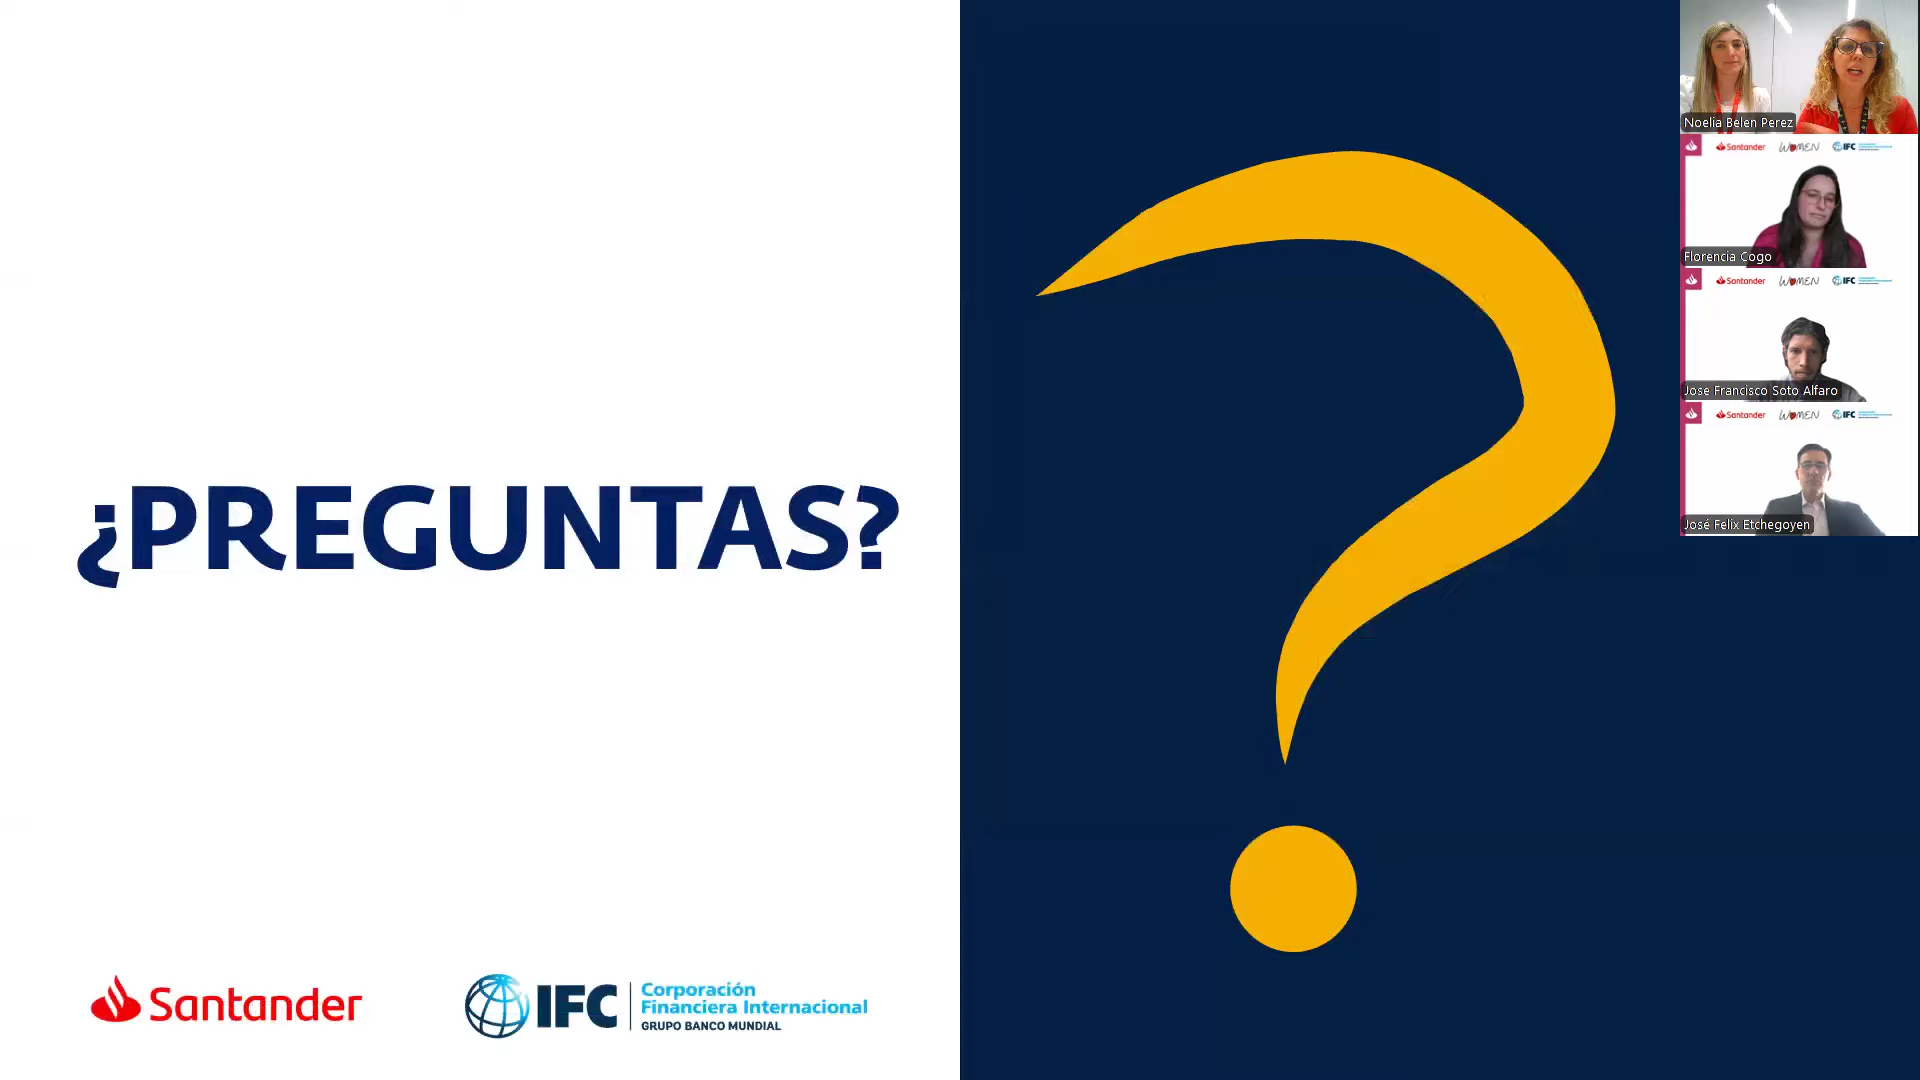 ¿PREGUNTAS?
Santander
IFC
Corporación
Financiera Internacional
GRUPO BANCO MUNDIAL
Noelia Belen Perez
Santander
WOMEN
IFC
Florencia Cogo
Santander
WOMEN
IFC
Jose Francisco Soto Alfaro
Santander
WOMEN
IFC
José Felix Etchegoyen